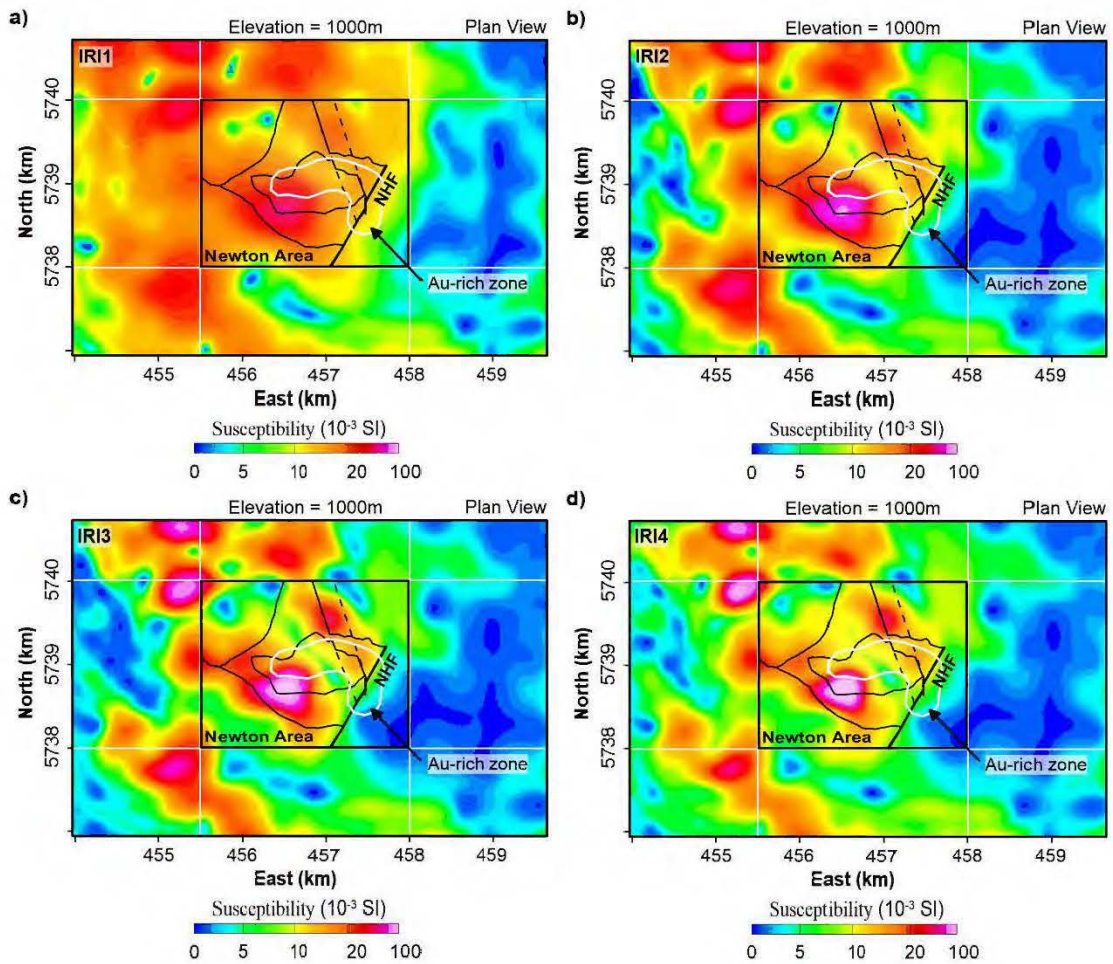 a)
Elevation = 1000m Plan View
IRI1
5740
5739
5738
North (km)
NHF
Newton Area
Au-rich zone
455 456 457 458 459
East (km)
Susceptibility (10⁻³ SI)
0 5 10 20 100
b)
Elevation = 1000m Plan View
IRI2
5740
5739
5738
North (km)
NHF
Newton Area
Au-rich zone
455 456 457 458 459
East (km)
Susceptibility (10⁻³ SI)
0 5 10 20 100
c)
Elevation = 1000m Plan View
IRI3
5740
5739
5738
North (km)
NHF
Newton Area
Au-rich zone
455 456 457 458 459
East (km)
Susceptibility (10⁻³ SI)
0 5 10 20 100
d)
Elevation = 1000m Plan View
IRI4
5740
5739
5738
North (km)
NHF
Newton Area
Au-rich zone
455 456 457 458 459
East (km)
Susceptibility (10⁻³ SI)
0 5 10 20 100